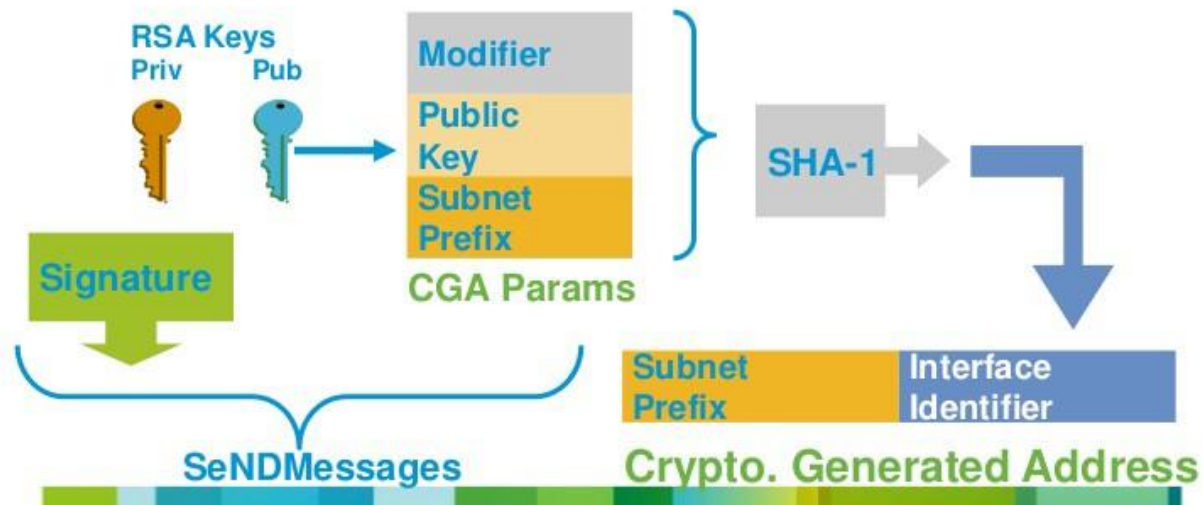 RSA Keys
Priv Pub
Modifier
Public
Key
Subnet
Prefix
CGA Params
SHA-1
Signature
SeNDMessages
Subnet
Prefix
Interface
Identifier
Crypto. Generated Address